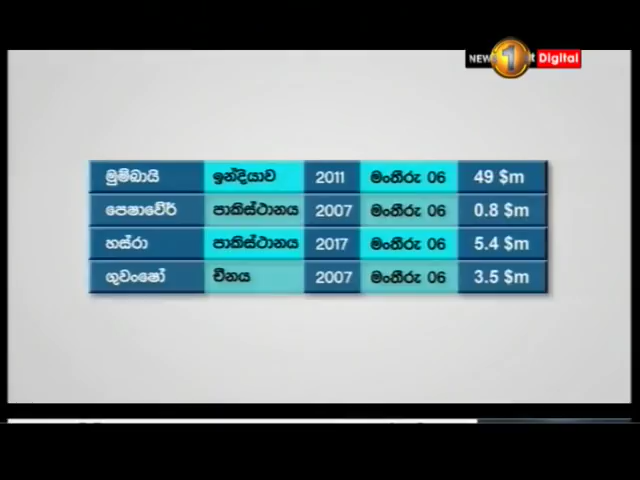 NEWS 1st Digital
මුම්බායි ඉන්දියාව 2011 මංතීරු 06 49 $m
පෙෂාවේර් පාකිස්ථානය 2007 මංතීරු 06 0.8 $m
හස්රා පාකිස්ථානය 2017 මංතීරු 06 5.4 $m
ගුවංෂෝ චීනය 2007 මංතීරු 06 3.5 $m